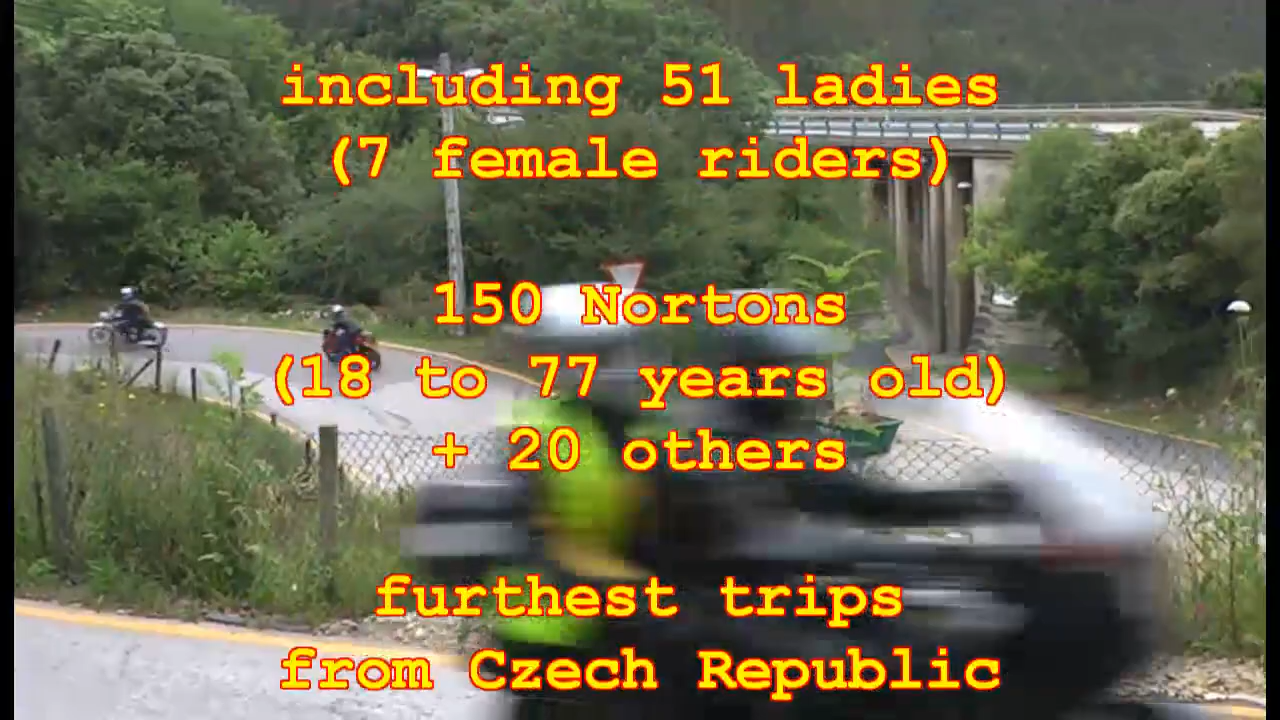 including 51 ladies
(7 female riders)
150 Nortons
(18 to 77 years old)
+ 20 others
furthest trips
from Czech Republic